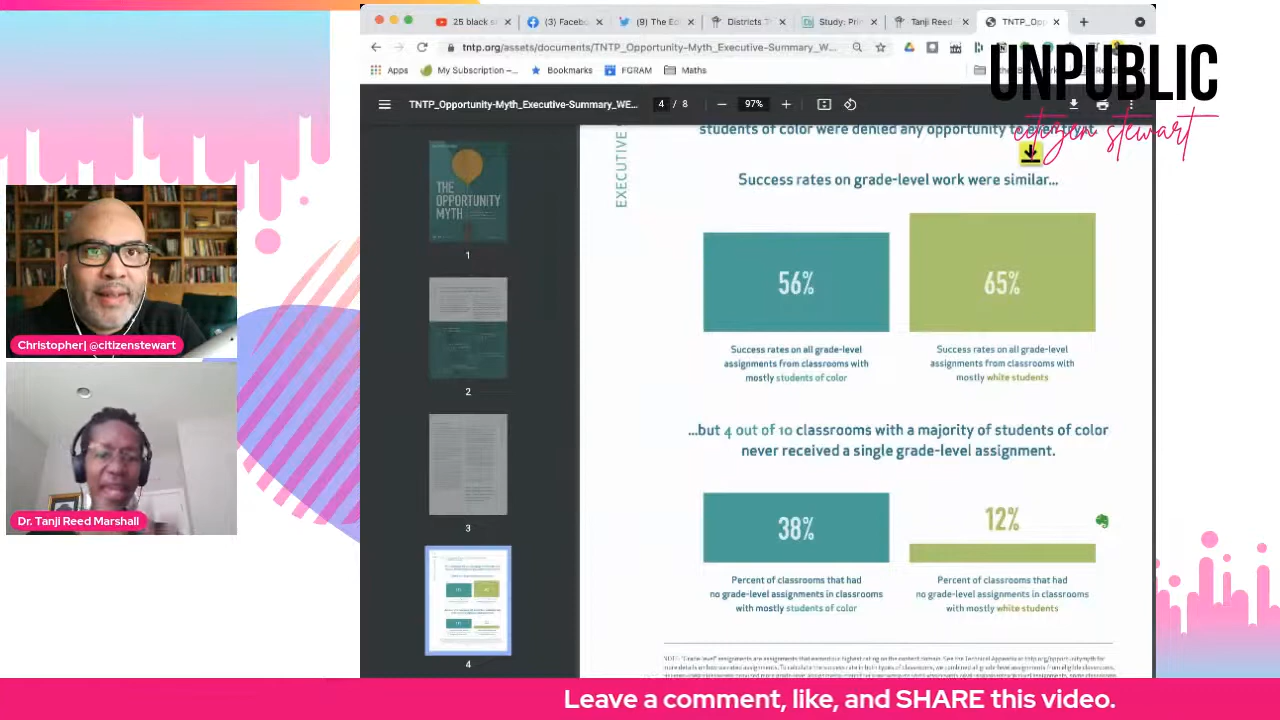 25 black s
(3) Facebo
(9) The Ed
Districts T
Study: Pri
Tanji Reed
TNTP_Opp
tntp.org/assets/documents/TNTP_Opportunity-Myth_Executive-Summary_W...
Apps
My Subscription –...
Bookmarks
FGRAM
Maths
UNPUBLIC
citizen stewart
TNTP_Opportunity-Myth_Executive-Summary_WE...
4 / 8
97%
EXECUTIVE
students of color were denied any opportunity to even try it.
Success rates on grade-level work were similar...
56%
65%
Success rates on all grade-level
assignments from classrooms with
mostly students of color
Success rates on all grade-level
assignments from classrooms with
mostly white students
...but 4 out of 10 classrooms with a majority of students of color
never received a single grade-level assignment.
38%
12%
Percent of classrooms that had
no grade-level assignments in classrooms
with mostly students of color
Percent of classrooms that had
no grade-level assignments in classrooms
with mostly white students
THE
OPPORTUNITY
MYTH
1
2
3
4
Christopher| @citizenstewart
Dr. Tanji Reed Marshall
Leave a comment, like, and SHARE this video.